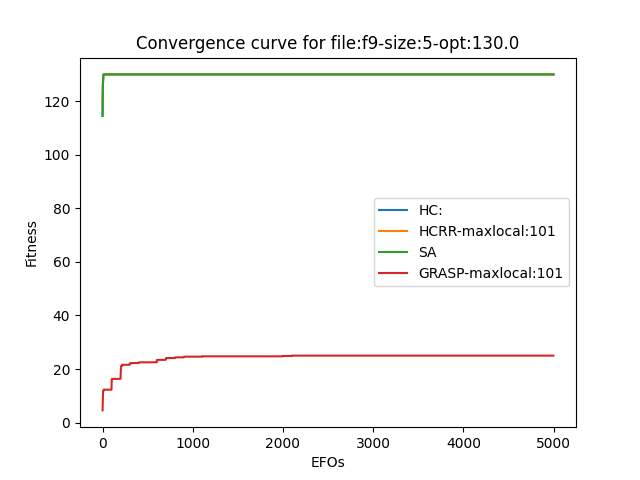 Convergence curve for file:f9-size:5-opt:130.0
Fitness
120
100
80
60
40
20
0
HC:
HCRR-maxlocal:101
SA
GRASP-maxlocal:101
0 1000 2000 3000 4000 5000
EFOs